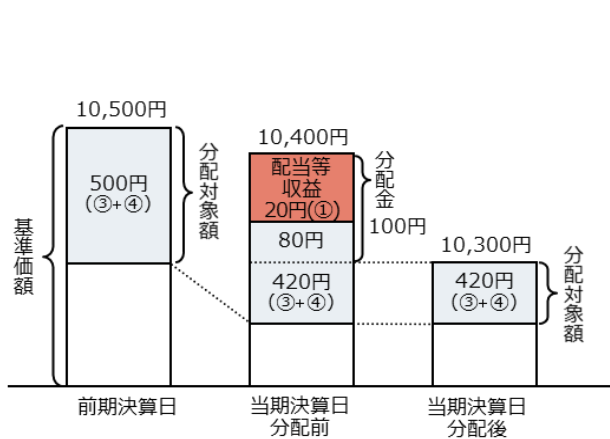 10,500円
500円
(③+④)
分配対象額
基準価額
前期決算日
10,400円
配当等
収益
20円(①)
80円
420円
(③+④)
分配金
100円
当期決算日
分配前
10,300円
420円
(③+④)
分配対象額
当期決算日
分配後